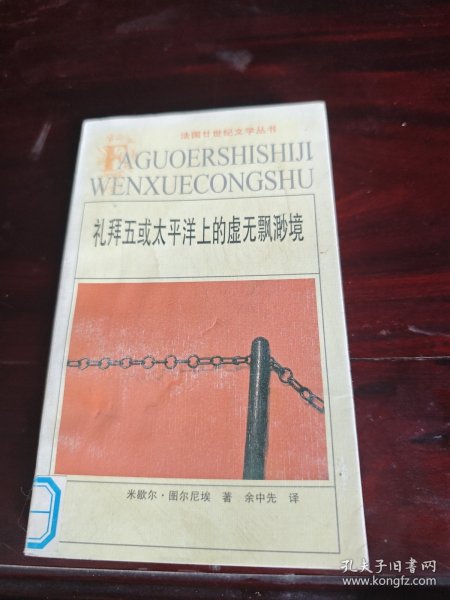 法国廿世纪文学丛书
FAGUOERSHISHIJI
WENXUECONGSHU
礼拜五或太平洋上的虚无飘渺境
米歇尔·图尔尼埃 著 余中先 译
孔夫子旧书网
www.kongfz.com